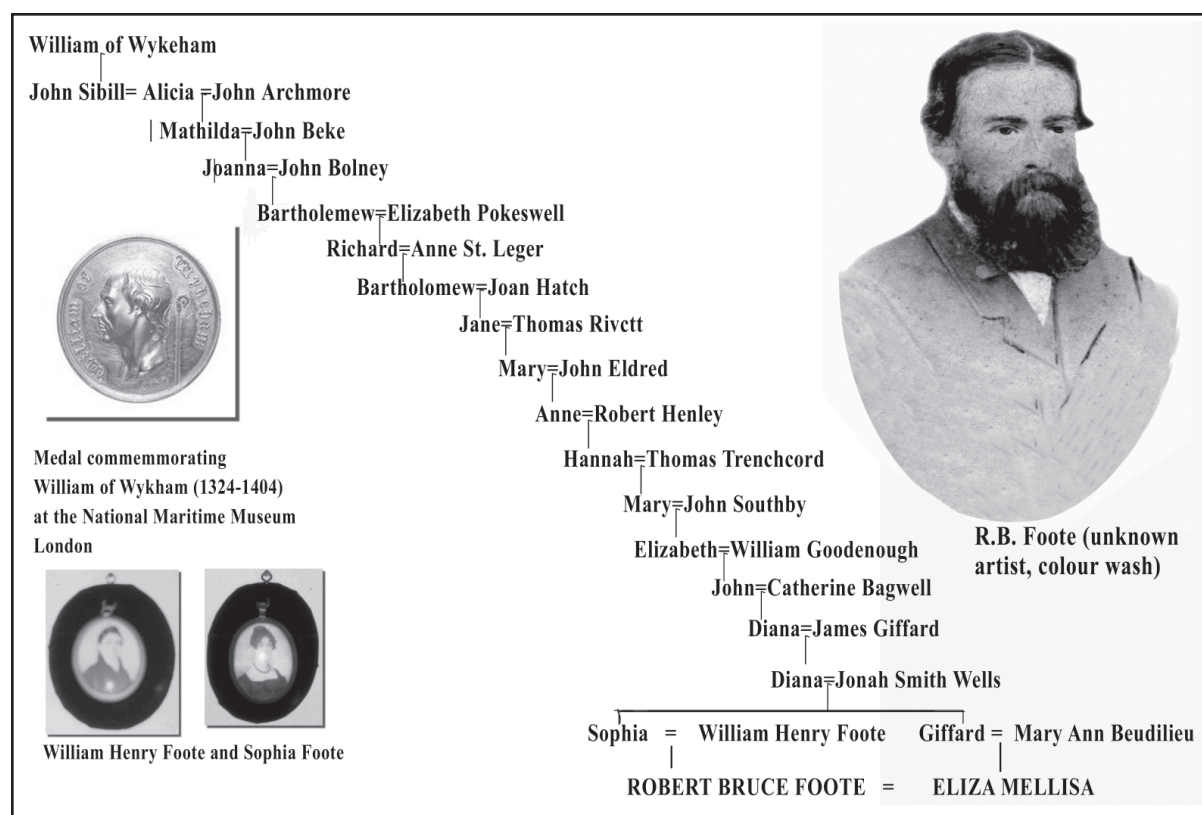 William of Wykeham
John Sibill= Alicia =John Archmore
Mathilda=John Beke
Joanna=John Bolney
Bartholemew=Elizabeth Pokeswell
Richard=Anne St. Leger
Bartholomew=Joan Hatch
Jane=Thomas Rivctt
Mary=John Eldred
Anne=Robert Henley
Hannah=Thomas Trenchcord
Mary=John Southby
Elizabeth=William Goodenough
John=Catherine Bagwell
Diana=James Giffard
Diana=Jonah Smith Wells
Sophia = William Henry Foote Giffard = Mary Ann Beudilieu
ROBERT BRUCE FOOTE = ELIZA MELLISA
William of Wykeham
Medal commemmorating
William of Wykham (1324-1404)
at the National Maritime Museum
London
William Henry Foote and Sophia Foote
R.B. Foote (unknown
artist, colour wash)